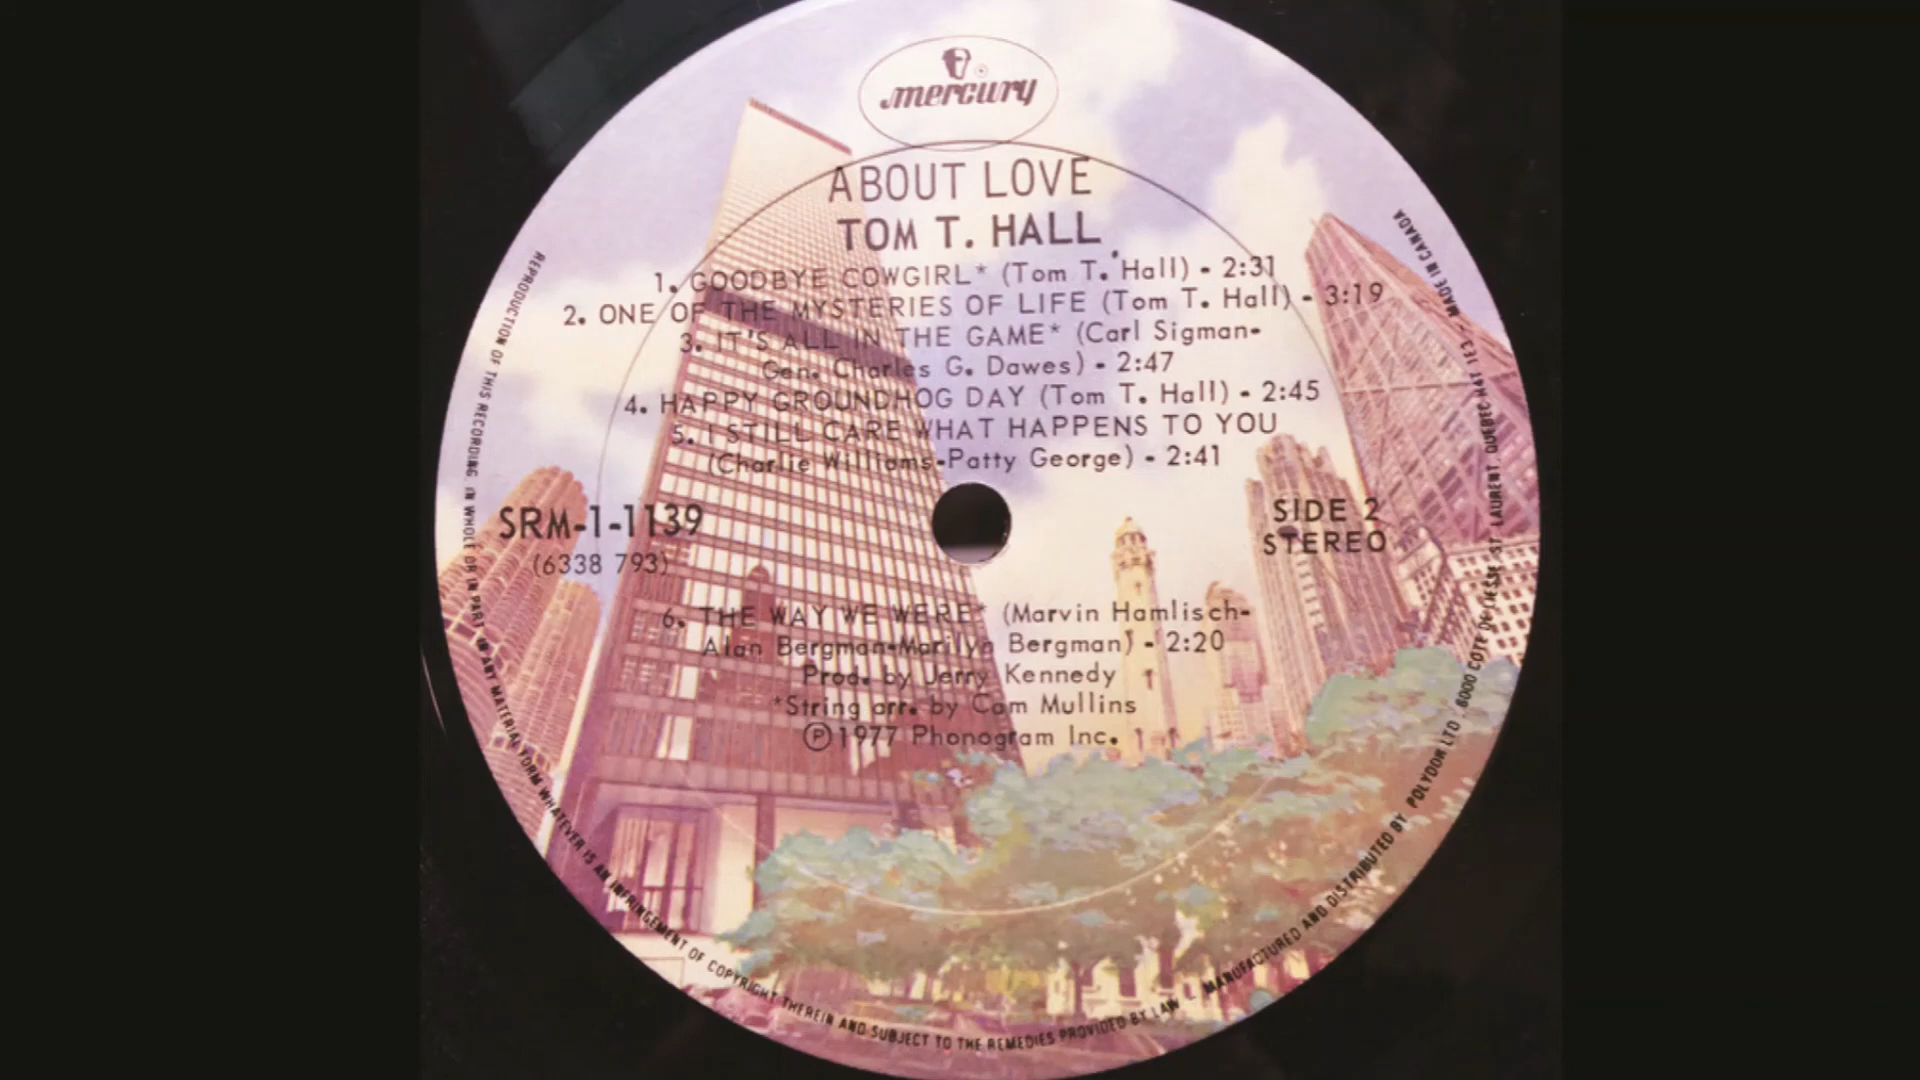 mercury
ABOUT LOVE
TOM T. HALL
1. GOODBYE COWGIRL* (Tom T. Hall) - 2:31
2. ONE OF THE MYSTERIES OF LIFE (Tom T. Hall) - 3:19
3. IT'S ALL IN THE GAME* (Carl Sigman-
Gen. Charles G. Dawes) - 2:47
4. HAPPY GROUNDHOG DAY (Tom T. Hall) - 2:45
5. I STILL CARE WHAT HAPPENS TO YOU
(Charlie Williams-Patty George) - 2:41
SRM-1-1139
(6338 793)
SIDE 2
STEREO
6. THE WAY WE WERE* (Marvin Hamlisch-
Alan Bergman-Marilyn Bergman) - 2:20
Prod. by Jerry Kennedy
*String arr. by Cam Mullins
Ⓟ 1977 Phonogram Inc.
REPRODUCTION OF THIS RECORDING, IN WHOLE OR IN PART IN ANY MATERIAL FORM WHATEVER IS AN INFRINGEMENT OF COPYRIGHT THEREIN AND SUBJECT TO THE REMEDIES PROVIDED BY LAW - MANUFACTURED AND DISTRIBUTED BY POLYDOR LTD. 6000 COTE DE LIESSE ST. LAURENT QUEBEC H4T 1E3 - MADE IN CANADA